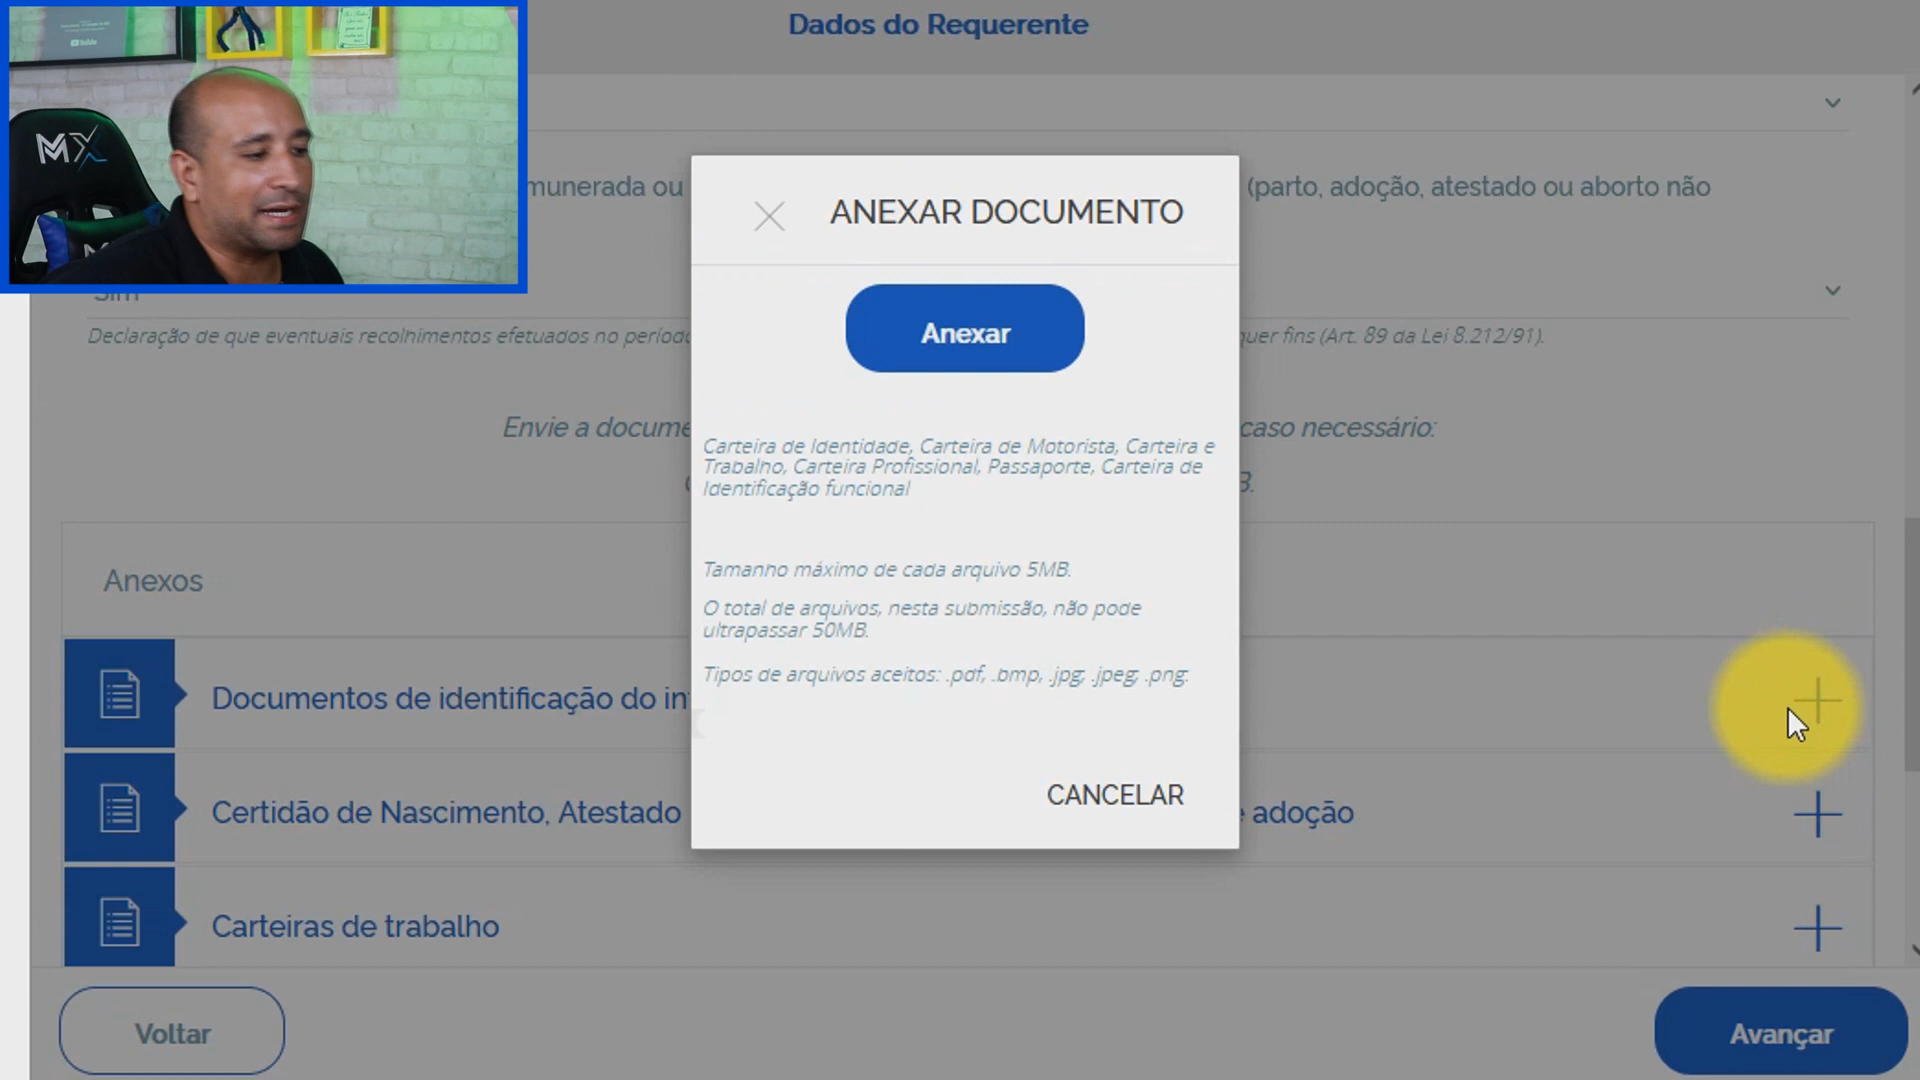 Dados do Requerente
YouTube
MX
munerada ou
(parto, adoção, atestado ou aborto não
ANEXAR DOCUMENTO
Sim
Anexar
Declaração de que eventuais recolhimentos efetuados no períod
quer fins (Art. 89 da Lei 8.212/91).
Envie a docume
caso necessário:
Carteira de Identidade, Carteira de Motorista, Carteira e
Trabalho, Carteira Profissional, Passaporte, Carteira de
Identificação funcional
B.
Tamanho máximo de cada arquivo 5MB.
Anexos
O total de arquivos, nesta submissão, não pode
ultrapassar 50MB.
Tipos de arquivos aceitos: .pdf, .bmp, .jpg, .jpeg, .png.
Documentos de identificação do in
CANCELAR
Certidão de Nascimento, Atestado
e adoção
Carteiras de trabalho
Voltar
Avançar